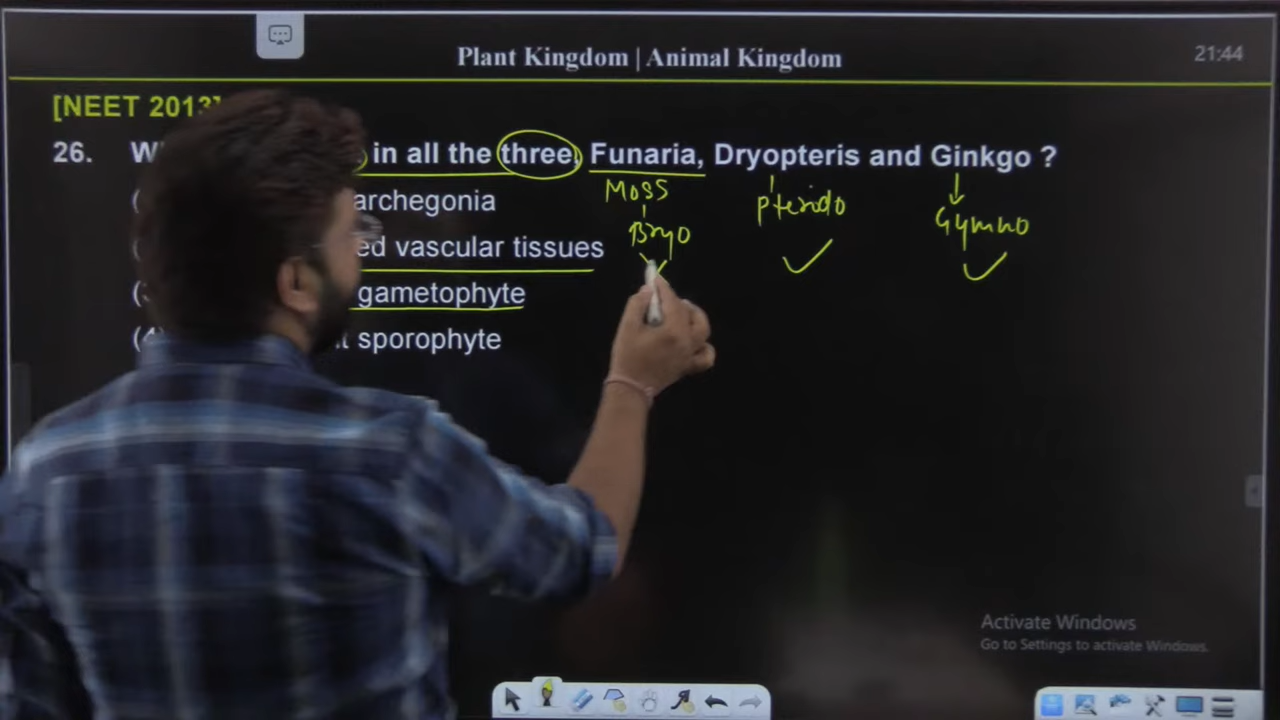 Plant Kingdom | Animal Kingdom
21:44
[NEET 2013]
26. in all the three, Funaria, Dryopteris and Ginkgo ?
Moss
Bryo
Pterido
Gymno
archegonia
vascular tissues
gametophyte
sporophyte
Activate Windows
Go to Settings to activate Windows.